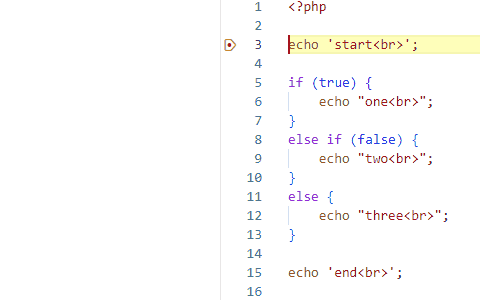 1 <?php
2
3 echo 'start<br>';
4
5 if (true) {
6     echo "one<br>";
7 }
8 else if (false) {
9     echo "two<br>";
10 }
11 else {
12     echo "three<br>";
13 }
14
15 echo 'end<br>';
16